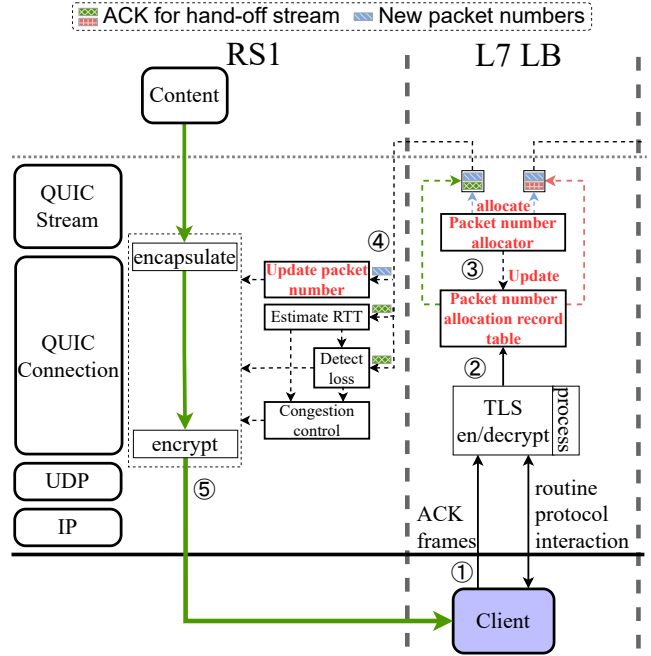 ACK for hand-off stream New packet numbers
RS1
L7 LB
Content
QUIC
Stream
allocate
Packet number
allocator
④
encapsulate
③
Update packet
number
Update
Packet number
allocation record
table
Estimate RTT
QUIC
Connection
Detect
loss
②
TLS
en/decrypt
process
Congestion
control
encrypt
UDP
⑤
ACK
frames
routine
protocol
interaction
IP
①
Client